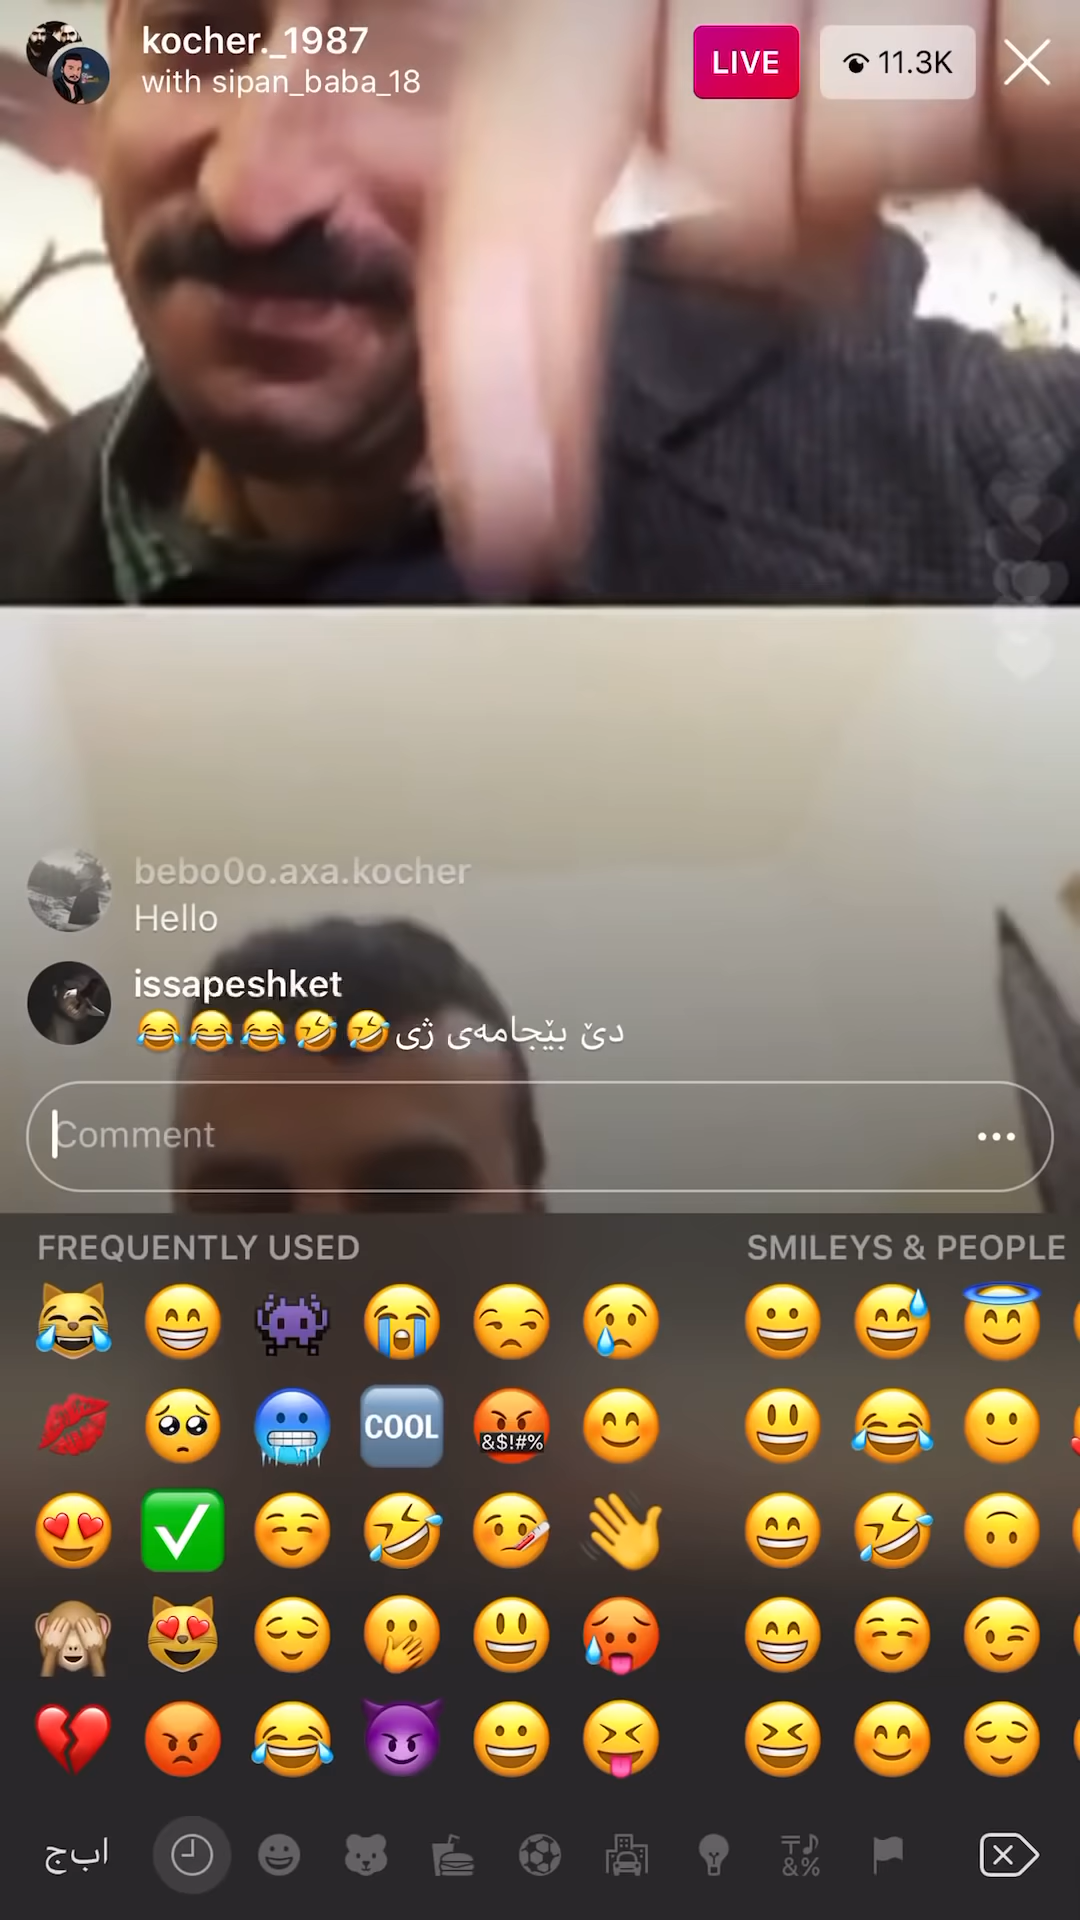 kocher._1987
with sipan_baba_18
LIVE
11.3K
bebo0o.axa.kocher
Hello
issapeshket
😂😂😂🤣🤣دێ بێجامەی ژی
Comment
FREQUENTLY USED
SMILEYS & PEOPLE
COOL
&$!#%
ابج